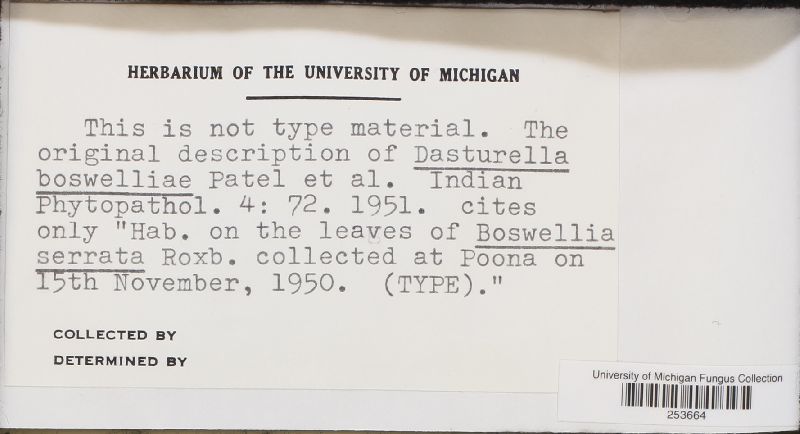 HERBARIUM OF THE UNIVERSITY OF MICHIGAN
This is not type material. The
original description of Dasturella
boswelliae Patel et al. Indian
Phytopathol. 4: 72. 1951. cites
only "Hab. on the leaves of Boswellia
serrata Roxb. collected at Poona on
15th November, 1950. (TYPE)."
COLLECTED BY
DETERMINED BY
University of Michigan Fungus Collection
253664